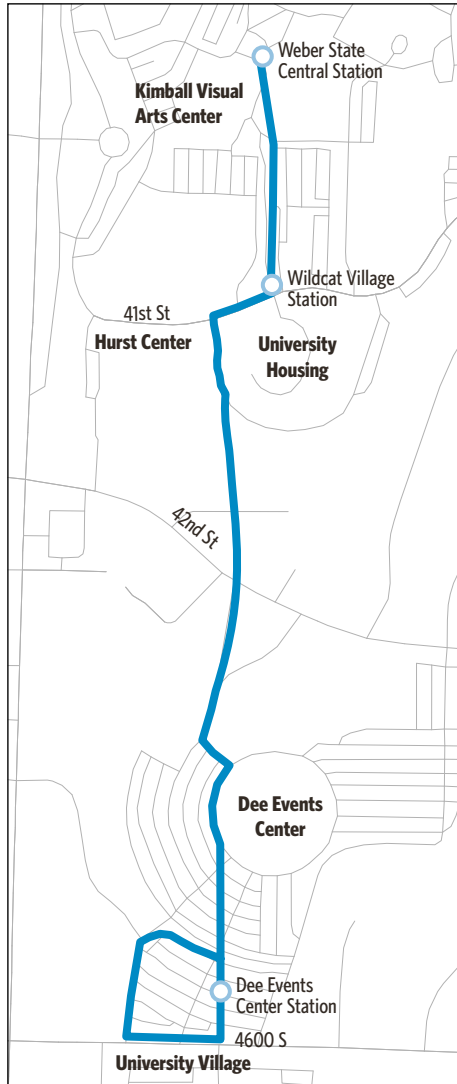 Weber State
Central Station
Kimball Visual
Arts Center
Wildcat Village
Station
41st St
Hurst Center
University
Housing
42nd St
Dee Events
Center
Dee Events
Center Station
4600 S
University Village